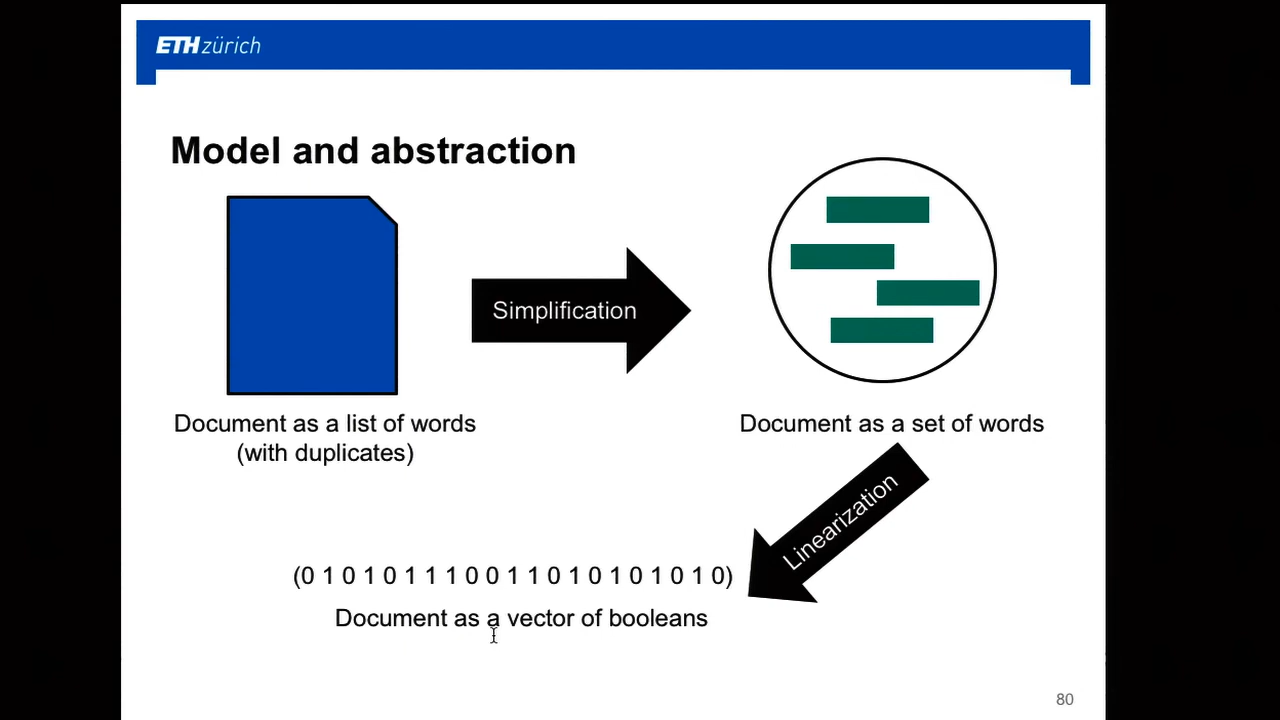 ETH zürich
Model and abstraction
Simplification
Document as a list of words
(with duplicates)
Document as a set of words
Linearization
(0 1 0 1 0 1 1 1 0 0 1 1 0 1 0 1 0 1 0 1 0)
Document as a vector of booleans
80